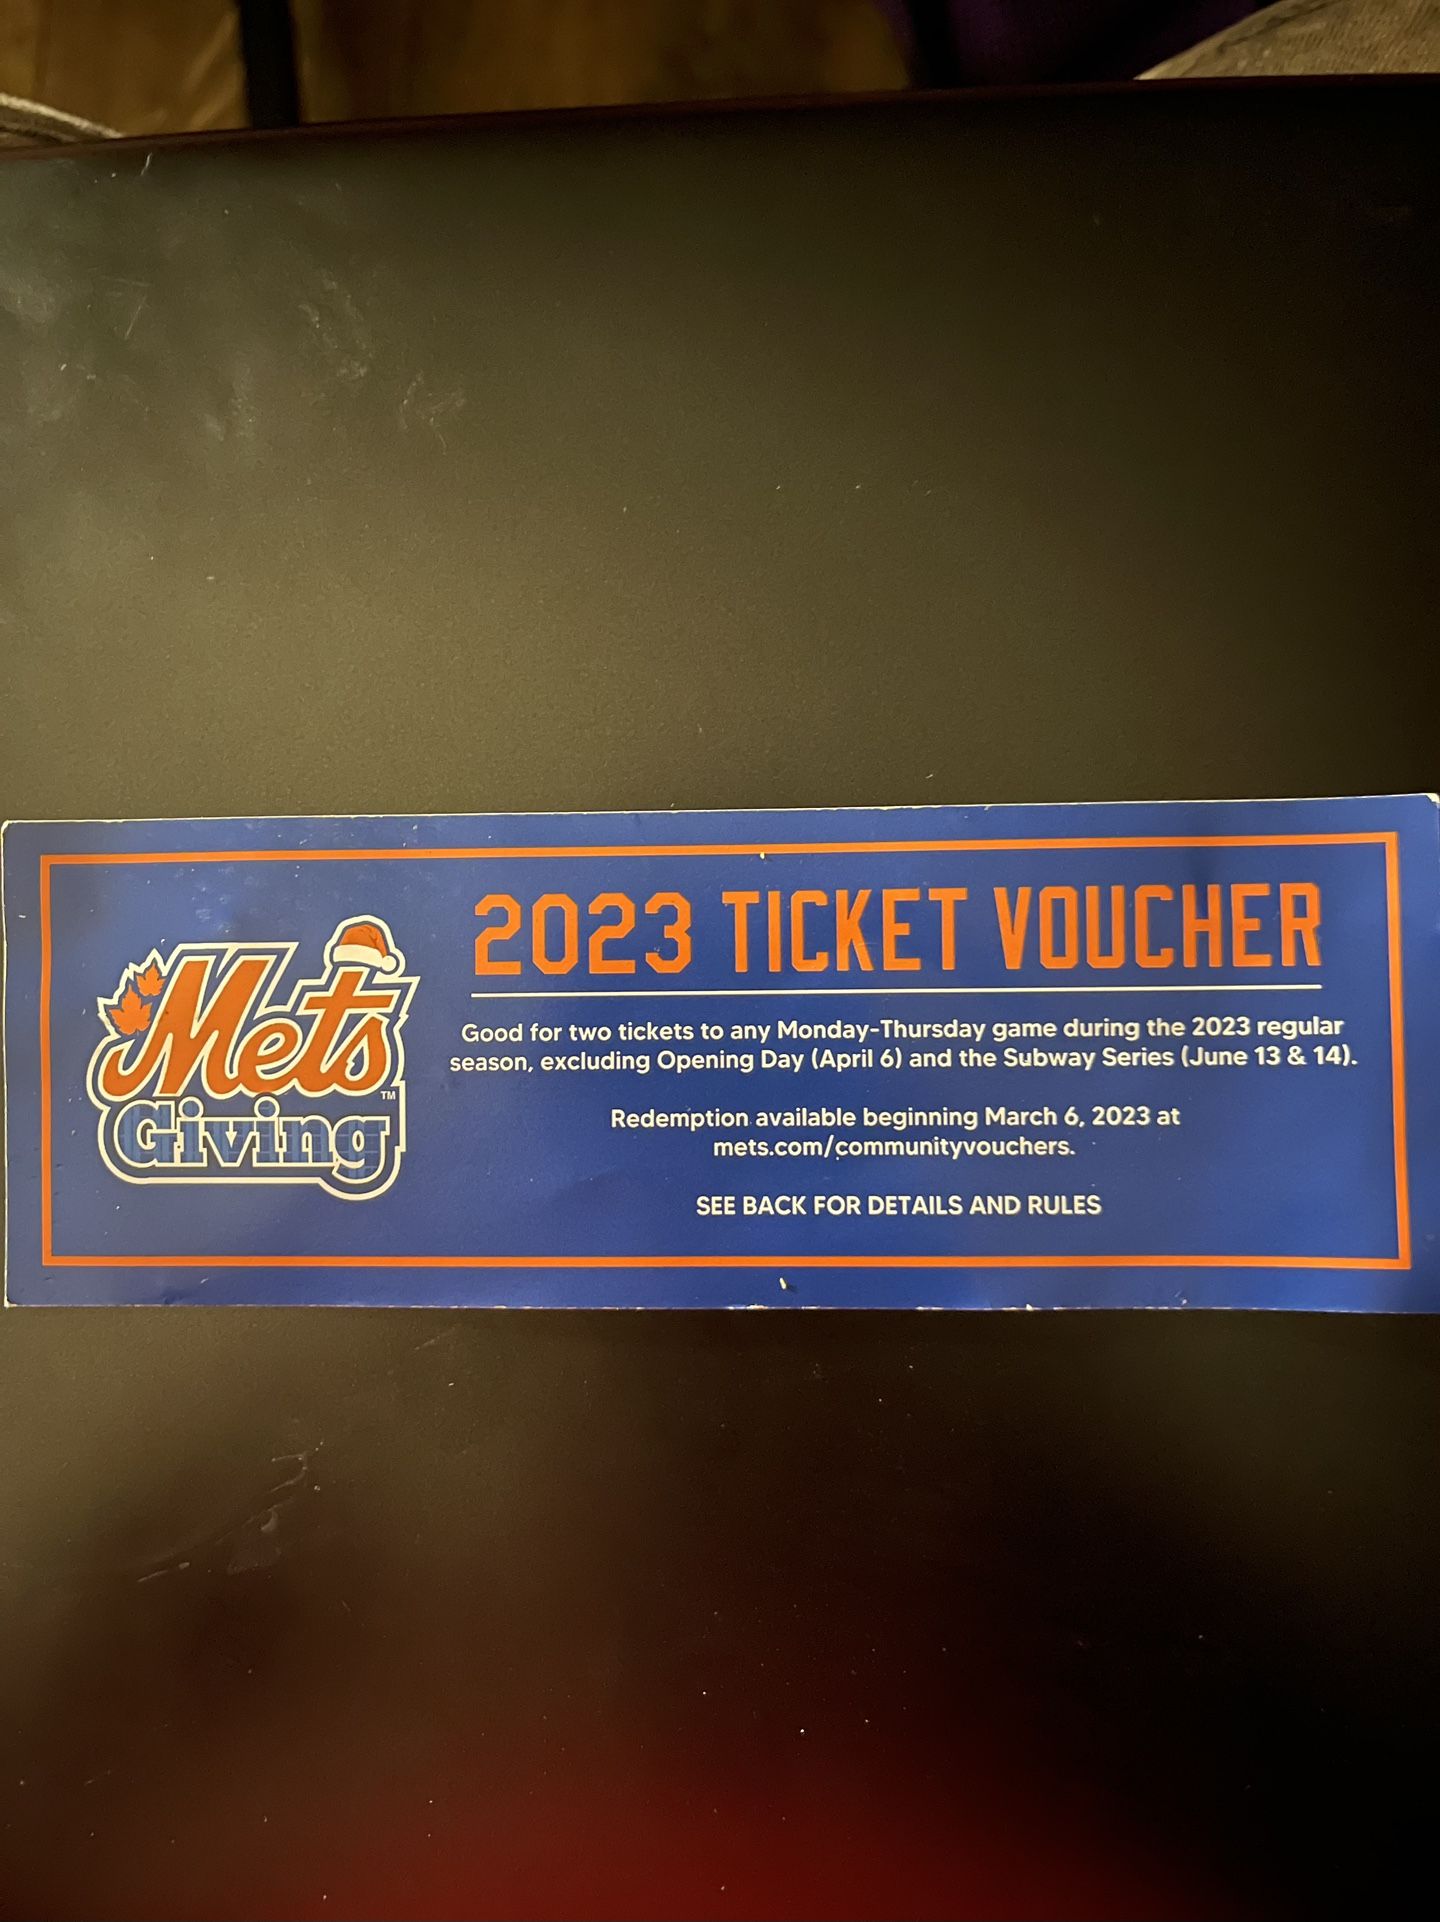 Mets
Giving
TM
2023 TICKET VOUCHER
Good for two tickets to any Monday-Thursday game during the 2023 regular
season, excluding Opening Day (April 6) and the Subway Series (June 13 & 14).
Redemption available beginning March 6, 2023 at
mets.com/communityvouchers.
SEE BACK FOR DETAILS AND RULES